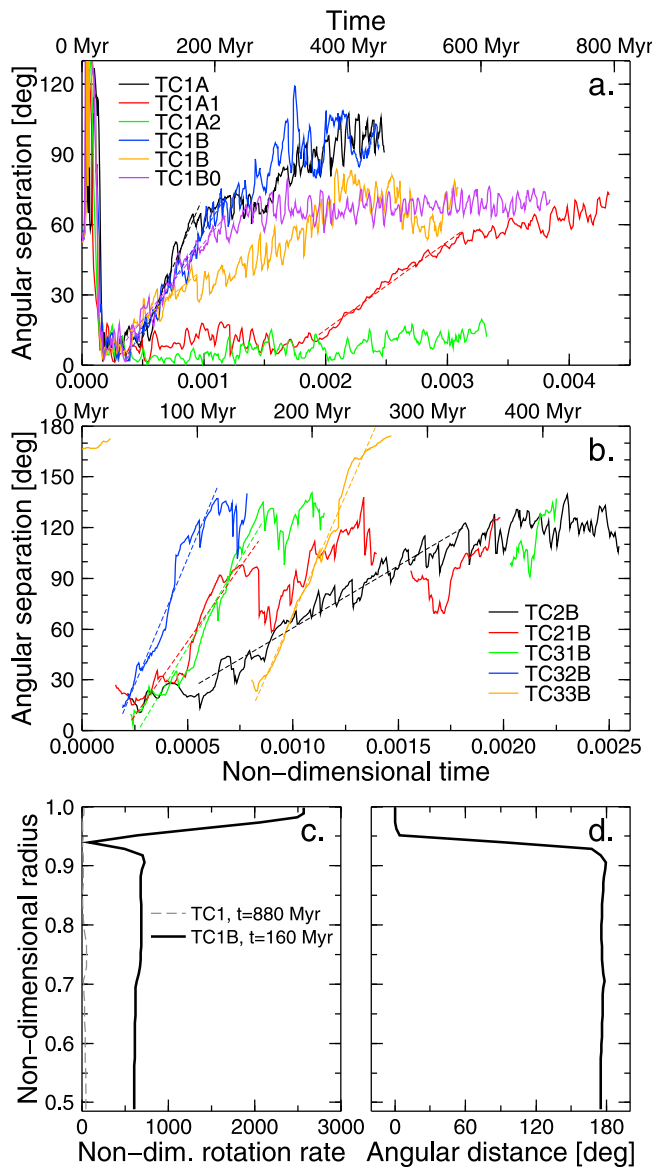 Time
0 Myr 200 Myr 400 Myr 600 Myr 800 Myr
a.
Angular separation [deg]
120
90
60
30
0
TC1A
TC1A1
TC1A2
TC1B
TC1B
TC1B0
0.000 0.001 0.002 0.003 0.004
0 Myr 100 Myr 200 Myr 300 Myr 400 Myr
b.
Angular separation [deg]
180
150
120
90
60
30
0
TC2B
TC21B
TC31B
TC32B
TC33B
0.0000 0.0005 0.0010 0.0015 0.0020 0.0025
Non-dimensional time
c. d.
Non-dimensional radius
1.0
0.9
0.8
0.7
0.6
0.5
TC1, t=880 Myr
TC1B, t=160 Myr
0 1000 2000 3000 0 60 120 180
Non-dim. rotation rate Angular distance [deg]